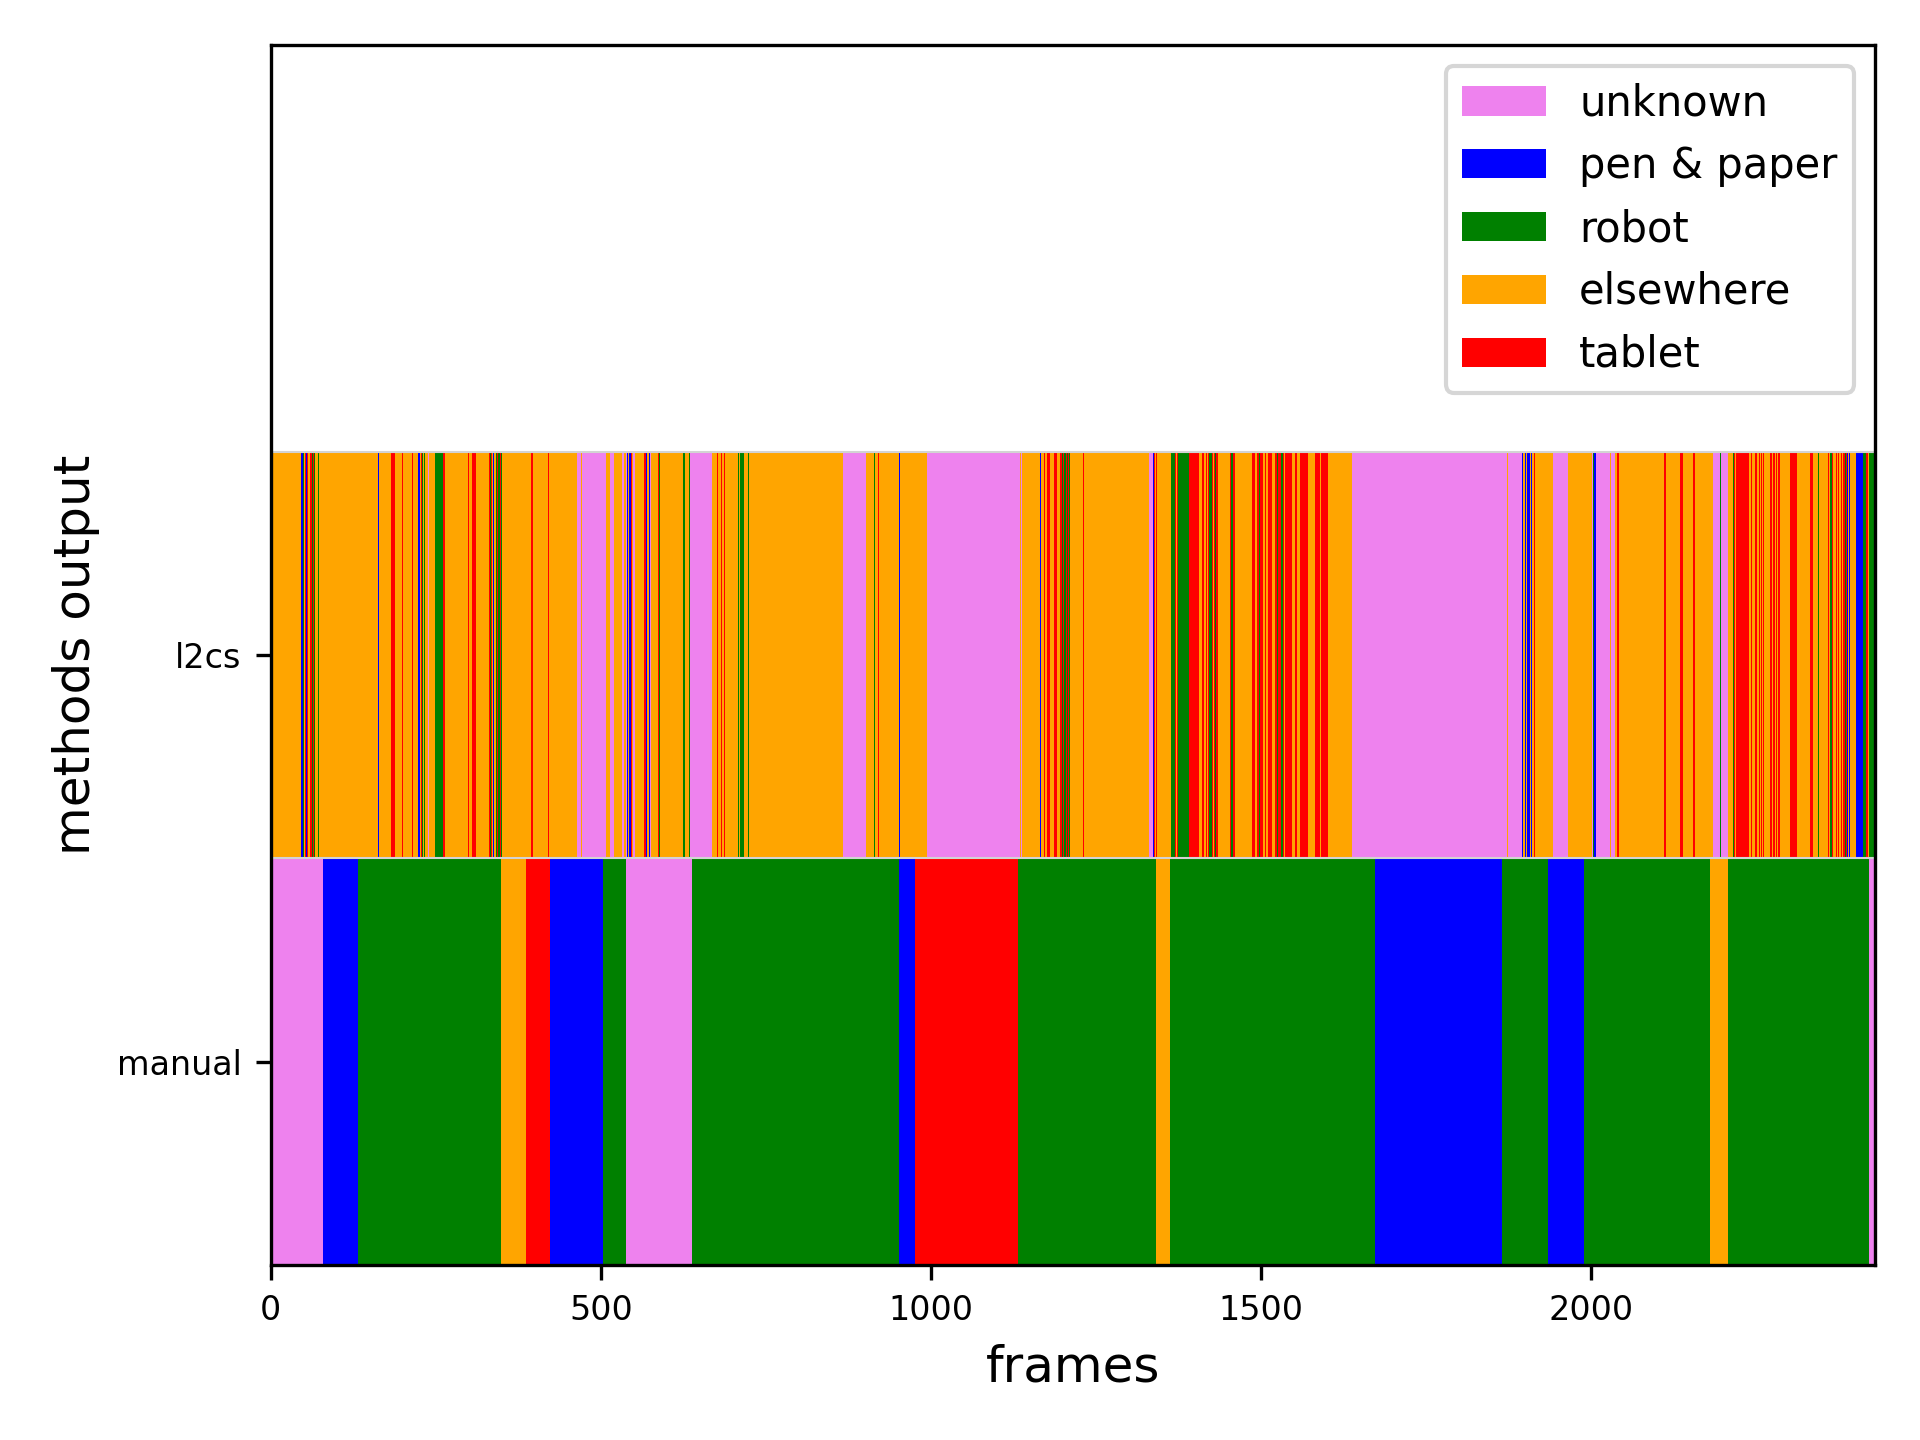 unknown
pen & paper
robot
elsewhere
tablet
methods output
l2cs
manual
0 500 1000 1500 2000
frames